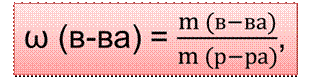 ω (в-ва) = m (в−ва) / m (р−ра),